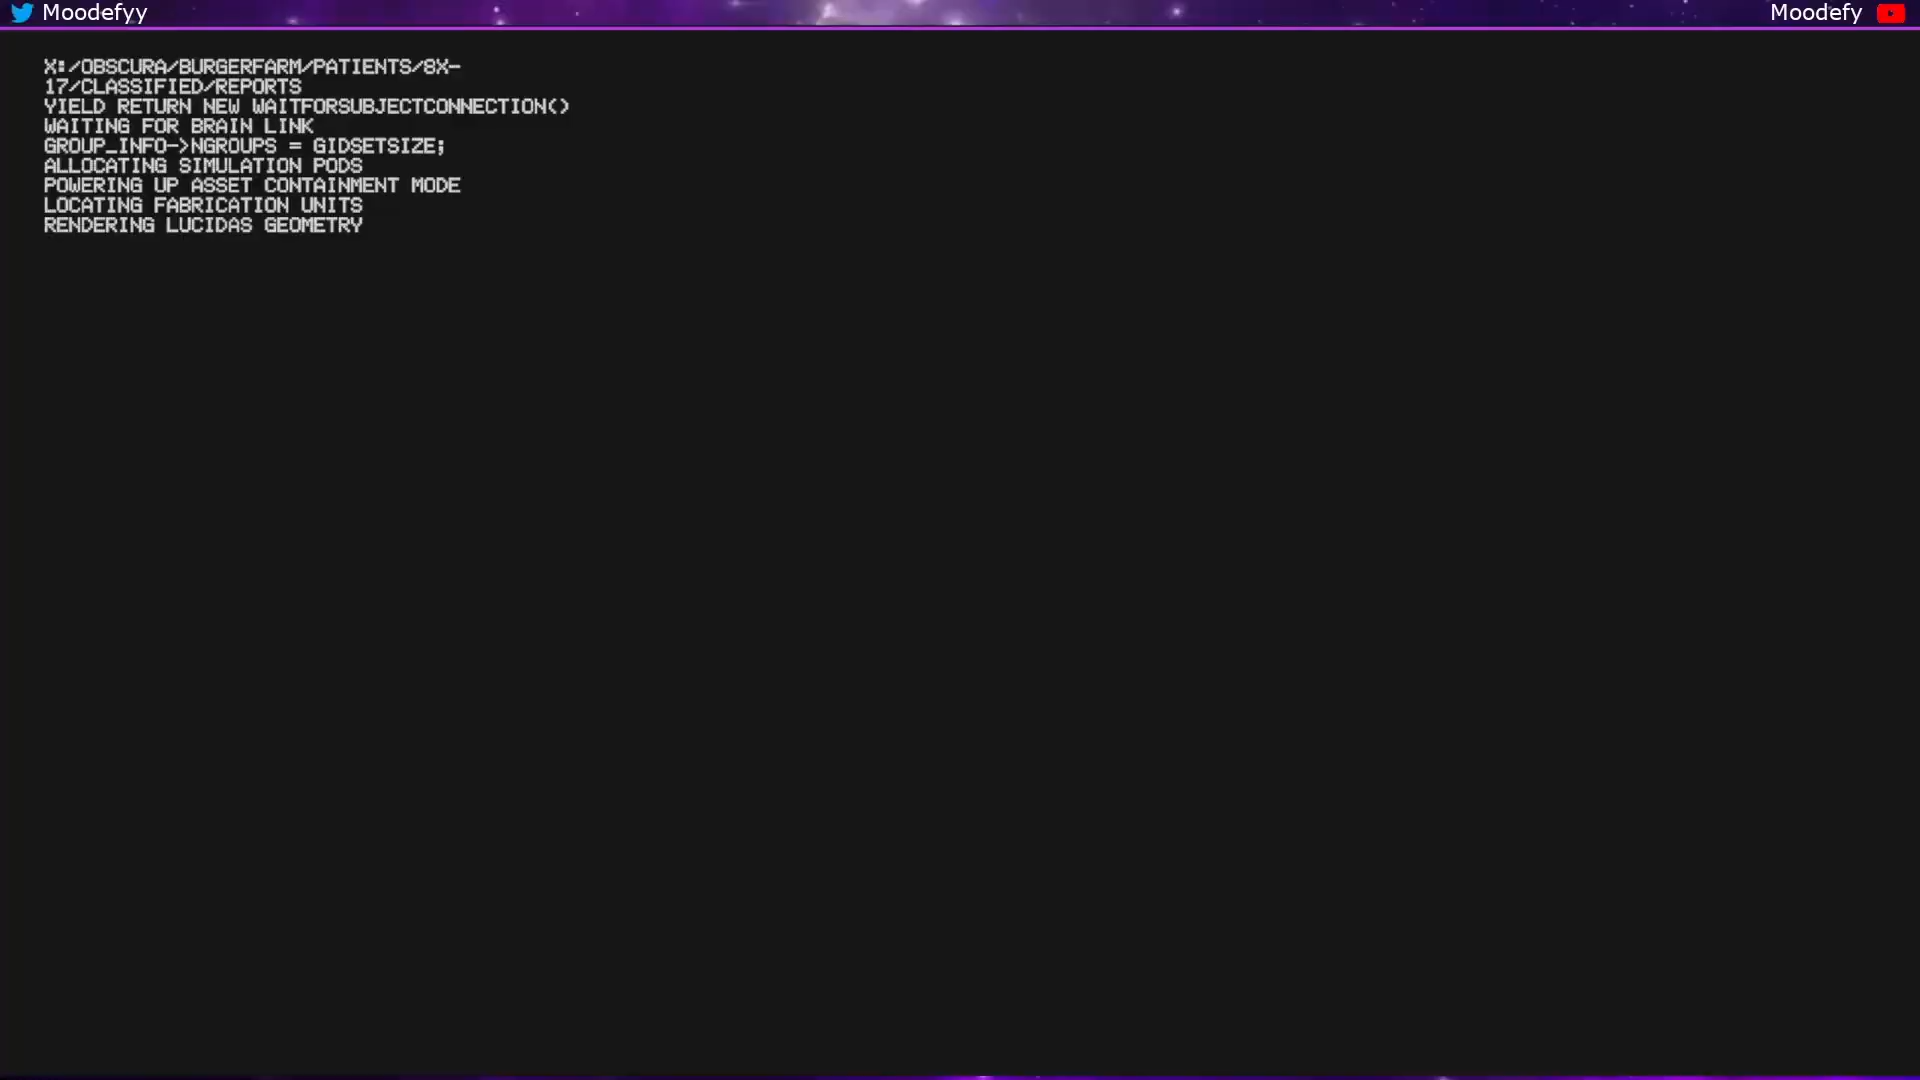 Moodefyy
Moodefy
X:/OBSCURA/BURGERFARM/PATIENTS/8X-
17/CLASSIFIED/REPORTS
YIELD RETURN NEW WAITFORSUBJECTCONNECTION()
WAITING FOR BRAIN LINK
GROUP_INFO->NGROUPS = GIDSETSIZE;
ALLOCATING SIMULATION PODS
POWERING UP ASSET CONTAINMENT MODE
LOCATING FABRICATION UNITS
RENDERING LUCIDAS GEOMETRY